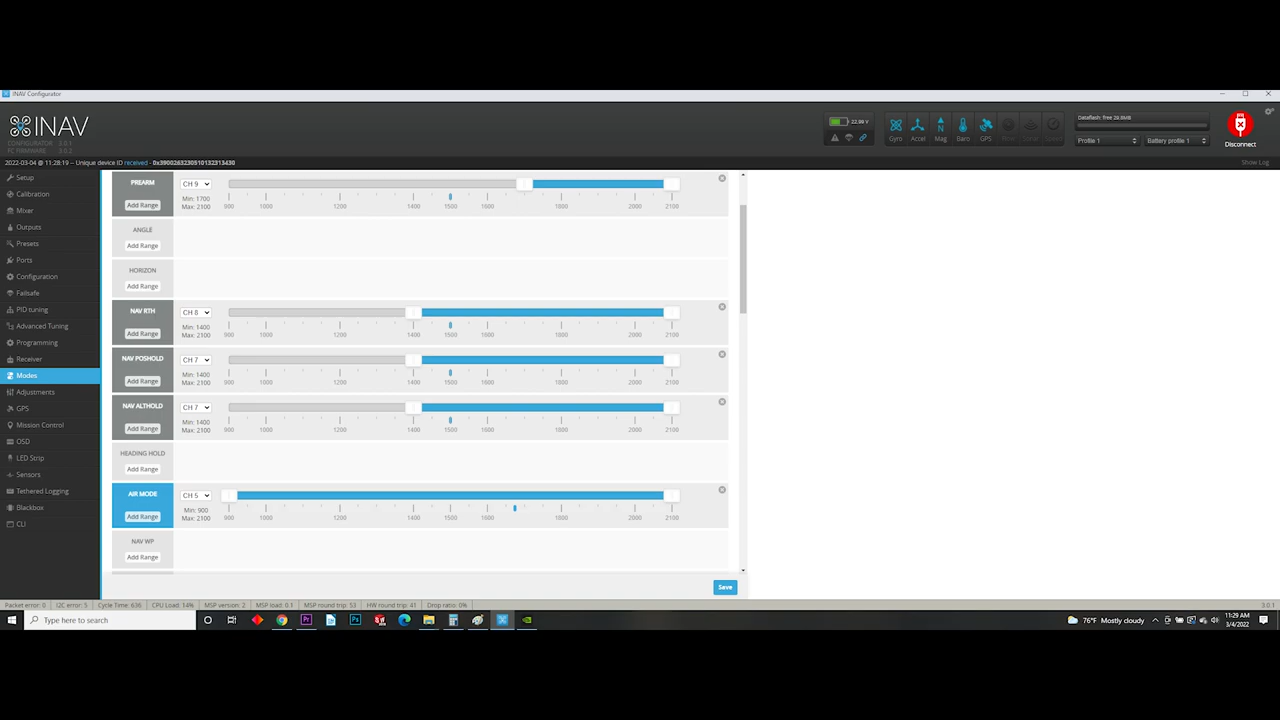 INAV Configurator
INAV
CONFIGURATOR 3.0.1
FC FIRMWARE 3.0.2
22.99 V
Gyro Accel Mag Baro GPS
Dataflash: free 29.8MB
Profile 1 Battery profile 1
Disconnect
2022-03-04 @ 11:28:19 -- Unique device ID received - 0x3900263230510132313430
Show Log
Setup
Calibration
Mixer
Outputs
Presets
Ports
Configuration
Failsafe
PID tuning
Advanced Tuning
Programming
Receiver
Modes
Adjustments
GPS
Mission Control
OSD
LED Strip
Sensors
Tethered Logging
Blackbox
CLI
PREARM
Add Range
CH 9
Min: 1700
Max: 2100
900 1000 1200 1400 1500 1600 1800 2000 2100
ANGLE
Add Range
HORIZON
Add Range
NAV RTH
Add Range
CH 8
Min: 1400
Max: 2100
900 1000 1200 1400 1500 1600 1800 2000 2100
NAV POSHOLD
Add Range
CH 7
Min: 1400
Max: 2100
900 1000 1200 1400 1500 1600 1800 2000 2100
NAV ALTHOLD
Add Range
CH 7
Min: 1400
Max: 2100
900 1000 1200 1400 1500 1600 1800 2000 2100
HEADING HOLD
Add Range
AIR MODE
Add Range
CH 5
Min: 900
Max: 2100
900 1000 1200 1400 1500 1600 1800 2000 2100
NAV WP
Add Range
Save
Packet error: 0 I2C error: 5 Cycle Time: 636 CPU Load: 14% MSP version: 2 MSP load: 0.1 MSP round trip: 53 HW round trip: 41 Drop ratio: 0% 3.0.1
Type here to search
76°F Mostly cloudy
11:29 AM
3/4/2022